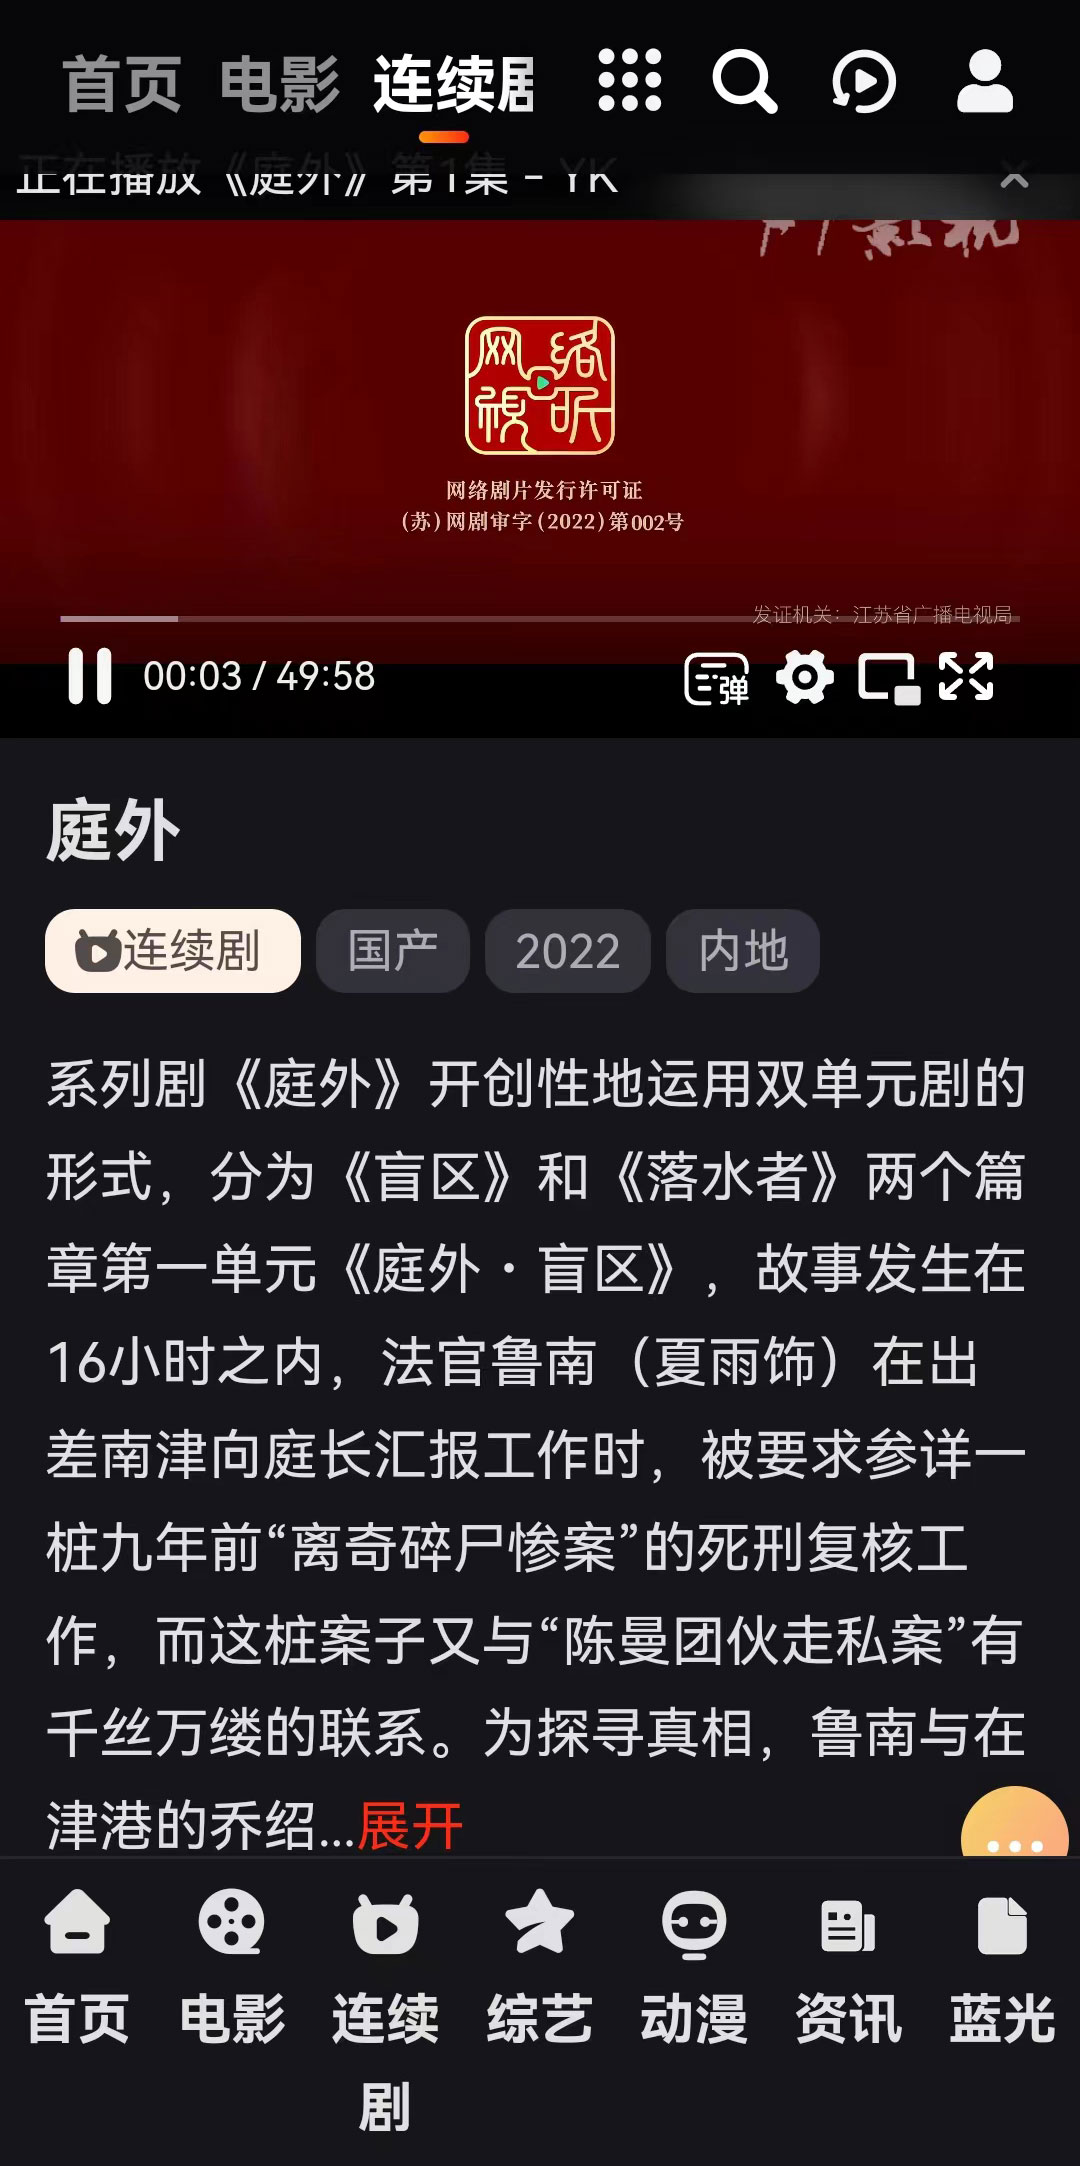 首页 电影 连续剧
正在播放《庭外》第1集 - YK
网络视听
网络剧片发行许可证
(苏)网剧审字(2022)第002号
发证机关：江苏省广播电视局
00:03 / 49:58
弹
庭外
连续剧 国产 2022 内地
系列剧《庭外》开创性地运用双单元剧的
形式，分为《盲区》和《落水者》两个篇
章第一单元《庭外·盲区》，故事发生在
16小时之内，法官鲁南（夏雨饰）在出
差南津向庭长汇报工作时，被要求参详一
桩九年前“离奇碎尸惨案”的死刑复核工
作，而这桩案子又与“陈曼团伙走私案”有
千丝万缕的联系。为探寻真相，鲁南与在
津港的乔绍...展开
首页 电影 连续剧 综艺 动漫 资讯 蓝光